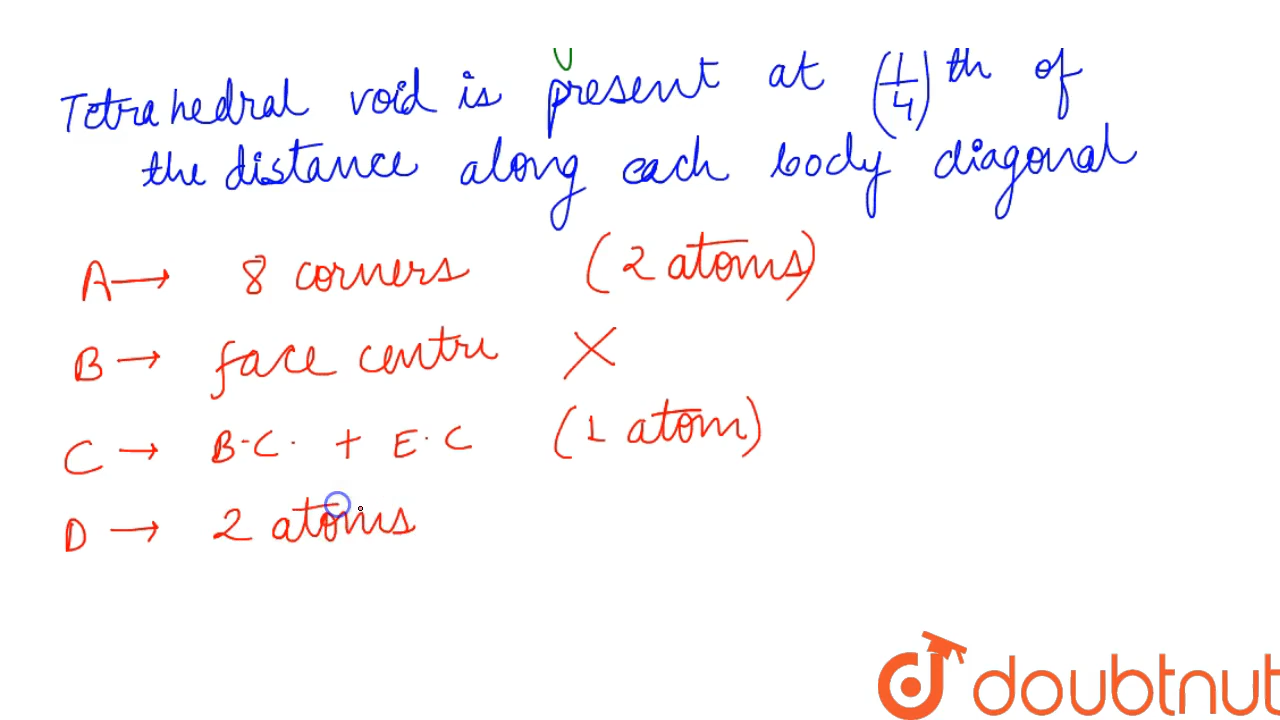 Tetrahedral void is present at (1/4)th of
the distance along each body diagonal
A → 8 corners (2 atoms)
B → face centre X
C → B.C. + E.C (1 atom)
D → 2 atoms
doubtnut